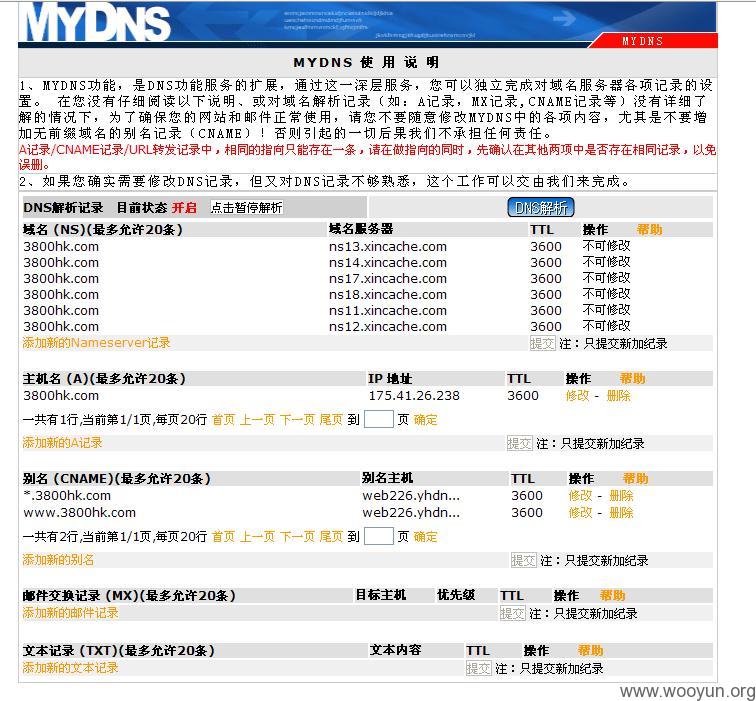 MYDNS
MYDNS
MYDNS 使 用 说 明
1、MYDNS功能，是DNS功能服务的扩展，通过这一深层服务，您可以独立完成对域名服务器各项记录的设
置。 在您没有仔细阅读以下说明、或对域名解析记录（如：A记录，MX记录,CNAME记录等）没有详细了
解的情况下，为了确保您的网站和邮件正常使用，请您不要随意修改MYDNS中的各项内容，尤其是不要增
加无前缀域名的别名记录（CNAME）！否则引起的一切后果我们不承担任何责任。
A记录/CNAME记录/URL转发记录中，相同的指向只能存在一条，请在做指向的同时，先确认在其他两项中是否存在相同记录，以免
误删。
2、如果您确实需要修改DNS记录，但又对DNS记录不够熟悉，这个工作可以交由我们来完成。
DNS解析记录 目前状态 开启 点击暂停解析 DNS解析
域名 (NS)(最多允许20条) 域名服务器 TTL 操作 帮助
3800hk.com ns13.xincache.com 3600 不可修改
3800hk.com ns14.xincache.com 3600 不可修改
3800hk.com ns17.xincache.com 3600 不可修改
3800hk.com ns18.xincache.com 3600 不可修改
3800hk.com ns11.xincache.com 3600 不可修改
3800hk.com ns12.xincache.com 3600 不可修改
添加新的Nameserver记录 提交 注：只提交新加纪录
主机名 (A)(最多允许20条) IP 地址 TTL 操作 帮助
3800hk.com 175.41.26.238 3600 修改 - 删除
一共有1行,当前第1/1页,每页20行 首页 上一页 下一页 尾页 到 页 确定
添加新的A记录 提交 注：只提交新加纪录
别名 (CNAME)(最多允许20条) 别名主机 TTL 操作 帮助
*.3800hk.com web226.yhdn... 3600 修改 - 删除
www.3800hk.com web226.yhdn... 3600 修改 - 删除
一共有2行,当前第1/1页,每页20行 首页 上一页 下一页 尾页 到 页 确定
添加新的别名 提交 注：只提交新加纪录
邮件交换记录 (MX)(最多允许20条) 目标主机 优先级 TTL 操作 帮助
添加新的邮件记录 提交 注：只提交新加纪录
文本记录 (TXT)(最多允许20条) 文本内容 TTL 操作 帮助
添加新的文本记录 提交 注：只提交新加纪录
www.wooyun.org